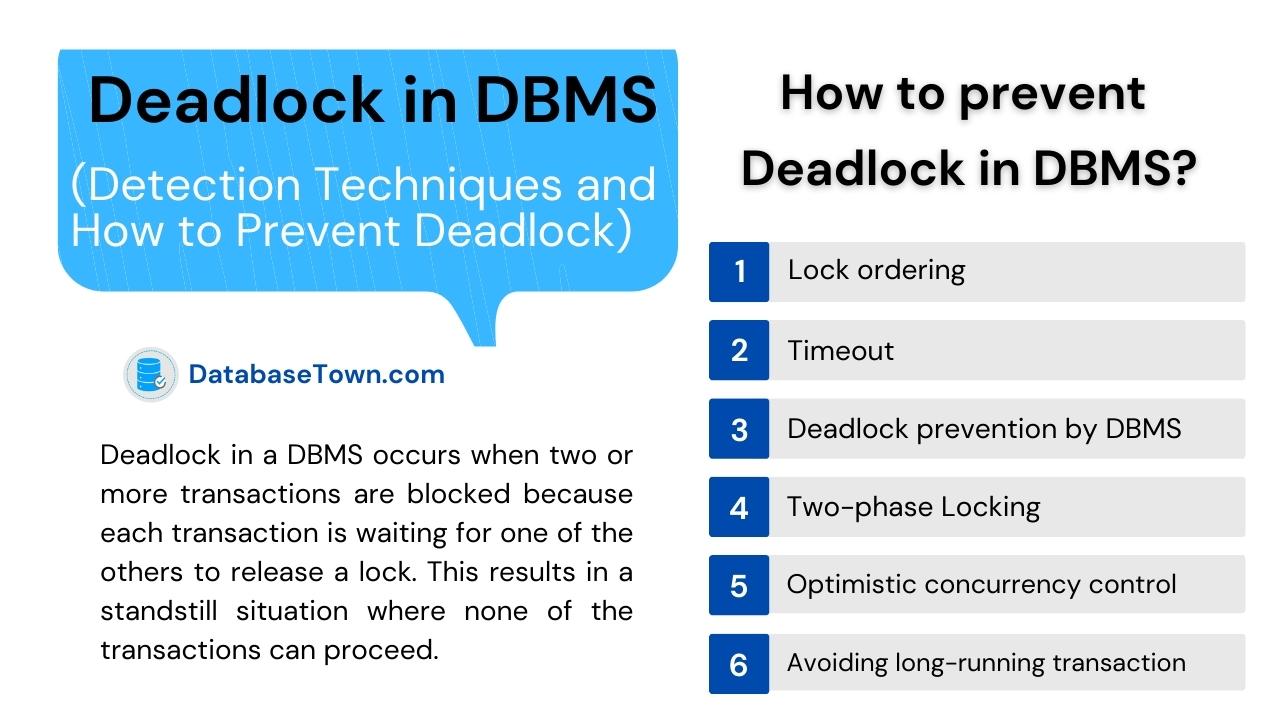 Deadlock in DBMS
(Detection Techniques and
How to Prevent Deadlock)
DatabaseTown.com
Deadlock in a DBMS occurs when two or
more transactions are blocked because
each transaction is waiting for one of the
others to release a lock. This results in a
standstill situation where none of the
transactions can proceed.
How to prevent
Deadlock in DBMS?
1 Lock ordering
2 Timeout
3 Deadlock prevention by DBMS
4 Two-phase Locking
5 Optimistic concurrency control
6 Avoiding long-running transaction